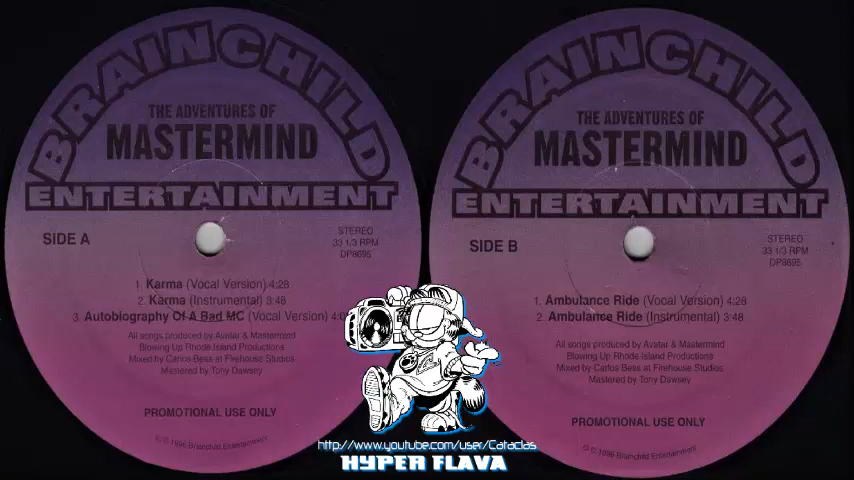 BRAINCHILD
THE ADVENTURES OF
MASTERMIND
ENTERTAINMENT
SIDE A
STEREO
33 1/3 RPM
DP8695
1. Karma (Vocal Version) 4:28
2. Karma (Instrumental) 3:48
3. Autobiography Of A Bad MC (Vocal Version)
All songs produced by Avatar & Mastermind
Blowing Up Rhode Island Productions
Mixed by Carlos Bess at Firehouse Studios
Mastered by Tony Dawsey
PROMOTIONAL USE ONLY
℗ © 1996 Brainchild Entertainment
BRAINCHILD
THE ADVENTURES OF
MASTERMIND
ENTERTAINMENT
SIDE B
STEREO
33 1/3 RPM
DP8695
1. Ambulance Ride (Vocal Version) 4:28
2. Ambulance Ride (Instrumental) 3:48
All songs produced by Avatar & Mastermind
Blowing Up Rhode Island Productions
Mixed by Carlos Bess at Firehouse Studios
Mastered by Tony Dawsey
PROMOTIONAL USE ONLY
℗ © 1996 Brainchild Entertainment
http://www.youtube.com/user/Cataclas
HYPER FLAVA